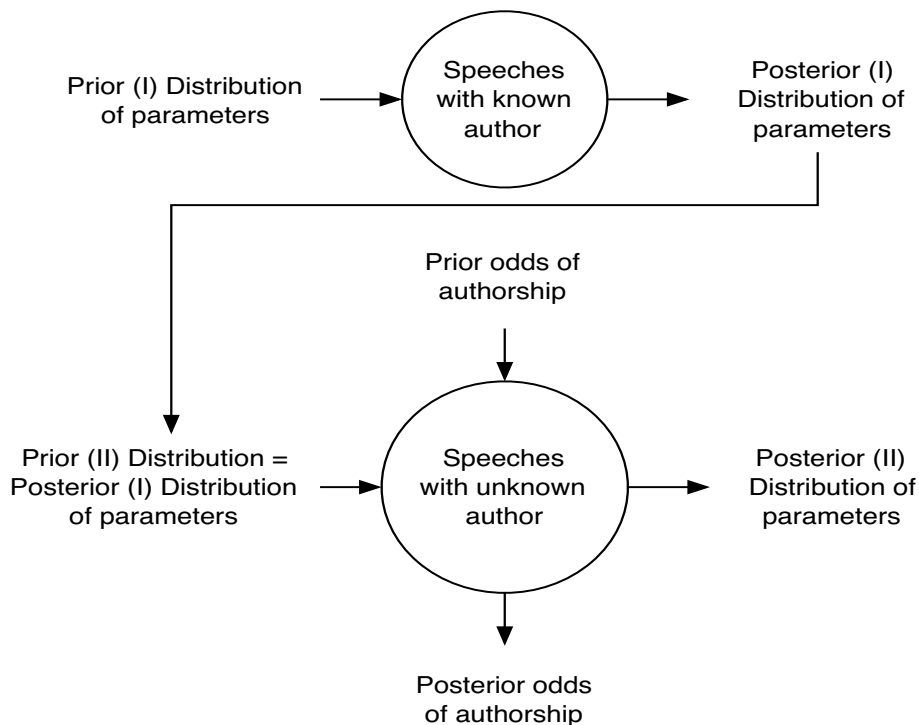 Prior (I) Distribution
of parameters
Speeches
with known
author
Posterior (I)
Distribution of
parameters
Prior odds of
authorship
Prior (II) Distribution =
Posterior (I) Distribution
of parameters
Speeches
with unknown
author
Posterior (II)
Distribution of
parameters
Posterior odds
of authorship